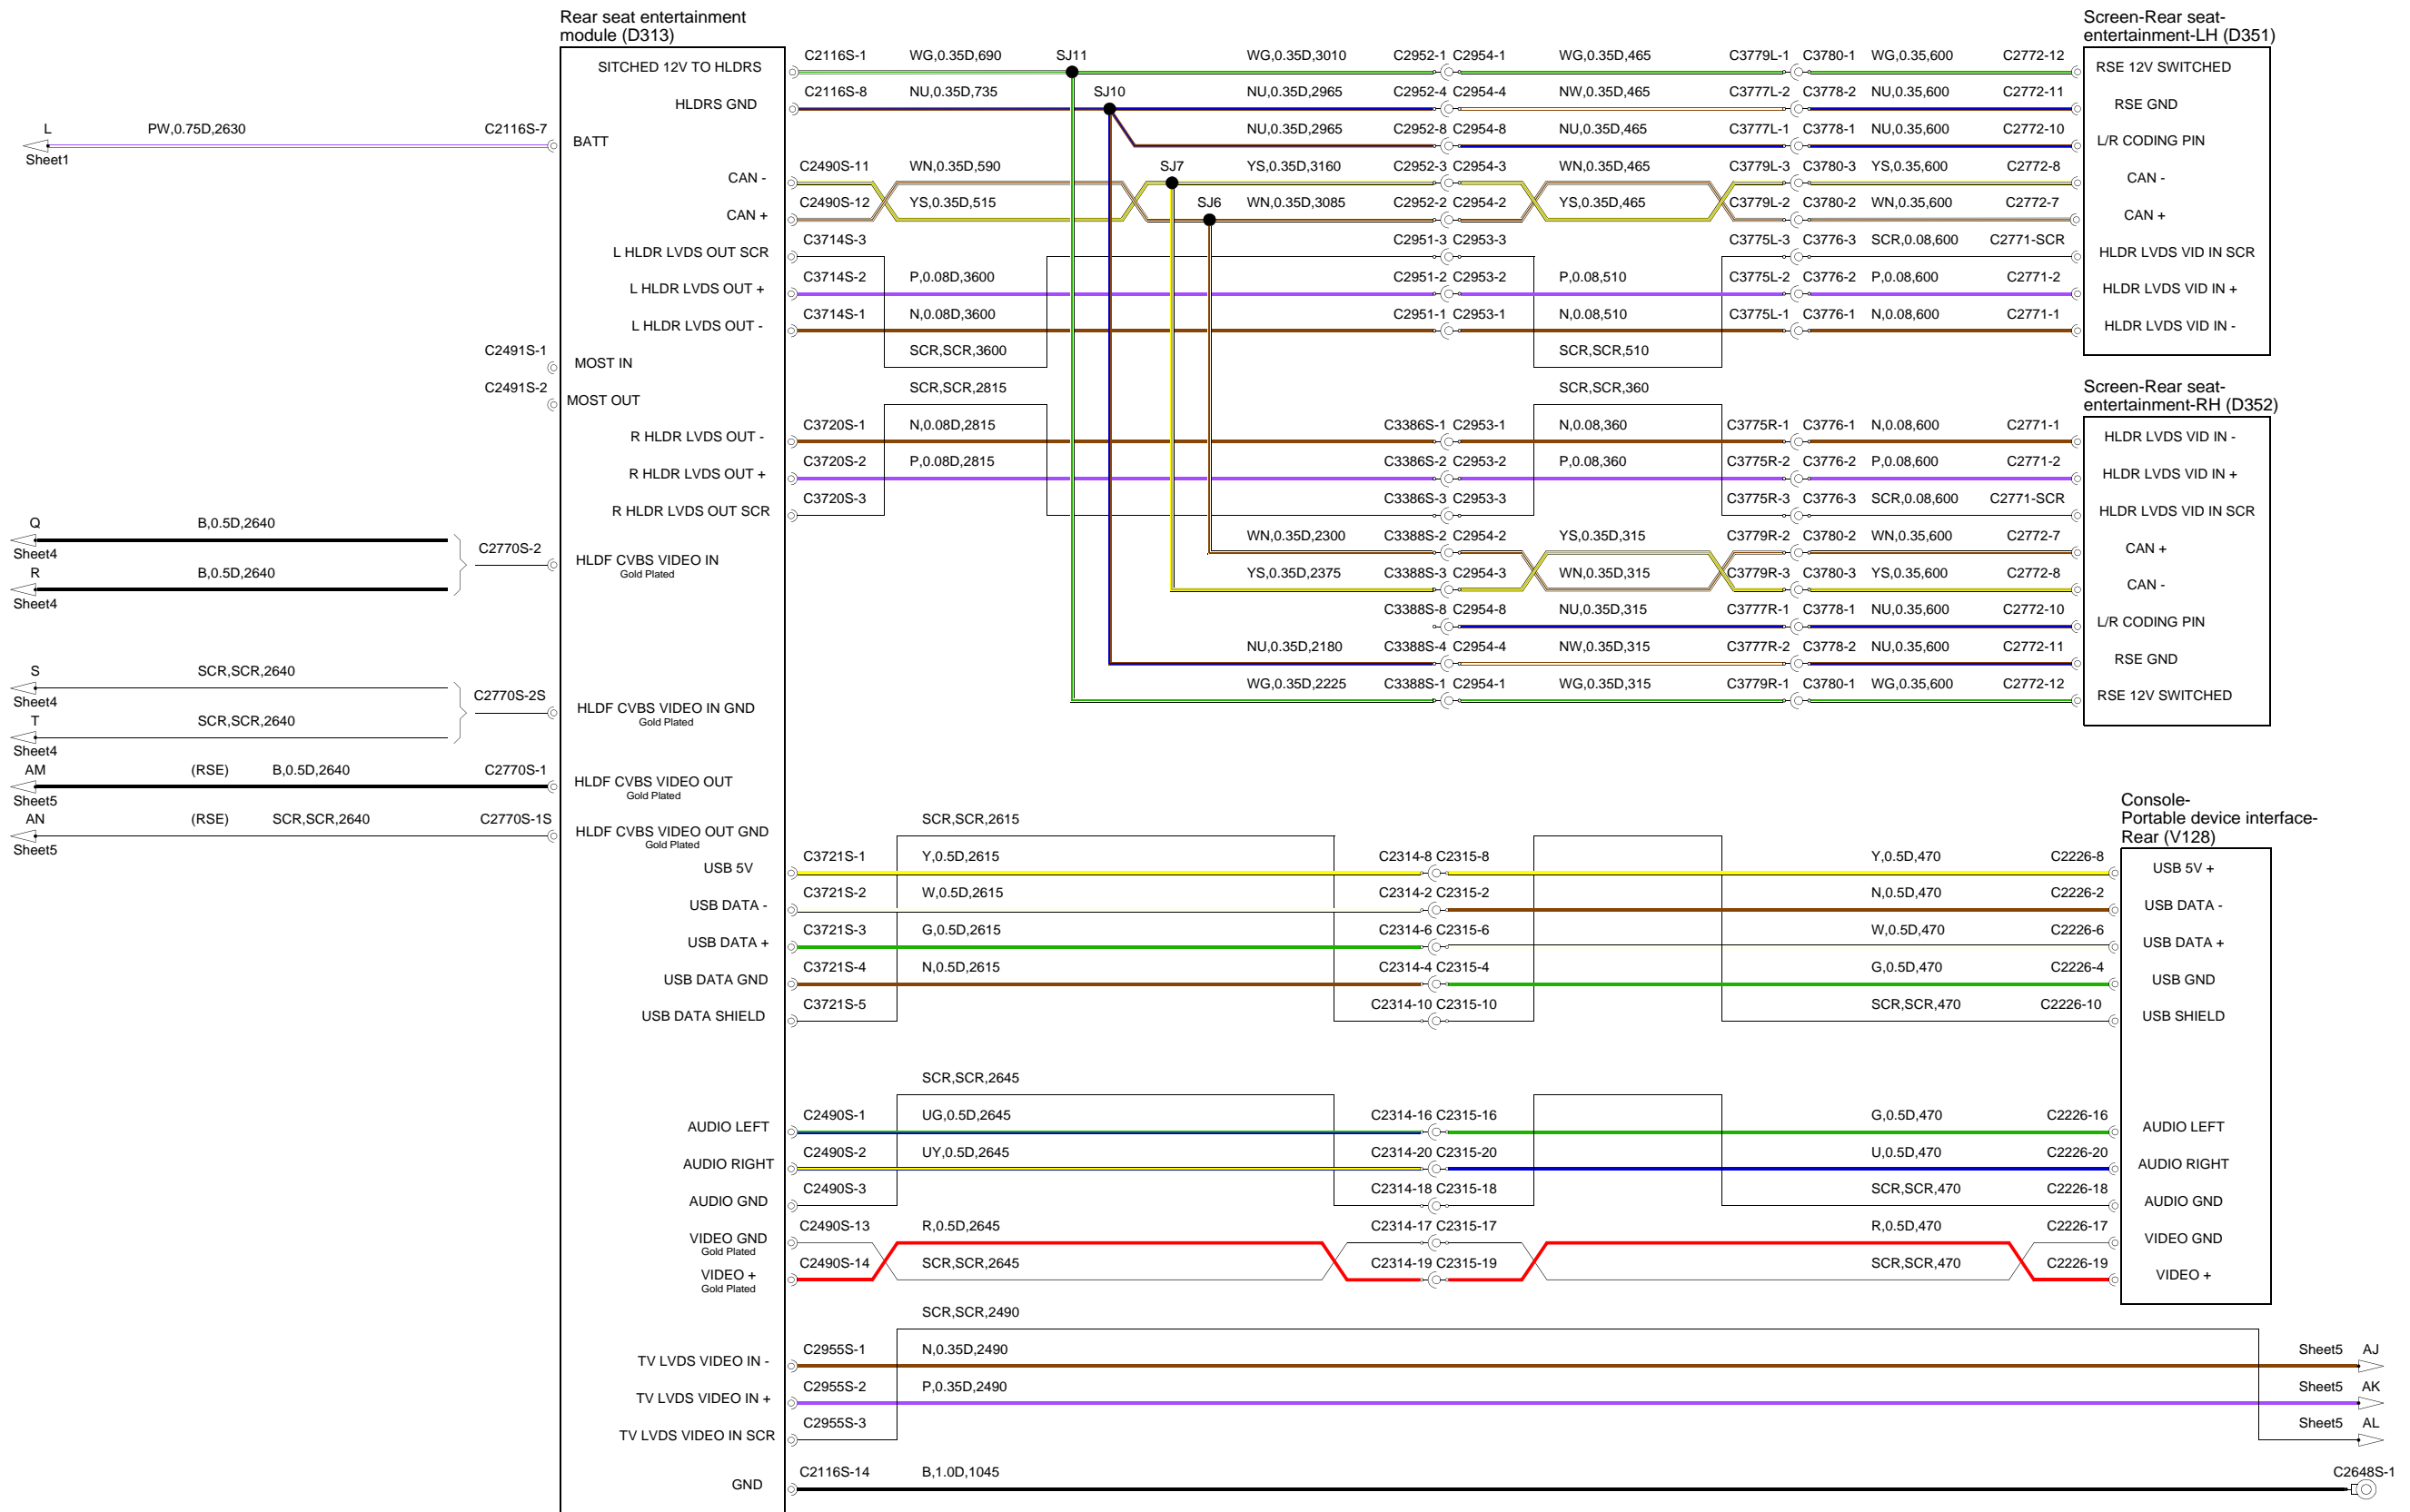 Rear seat entertainment
module (D313)
Screen-Rear seat-
entertainment-LH (D351)
SITCHED 12V TO HLDRS C2116S-1 WG,0.35D,690 SJ11 WG,0.35D,3010 C2952-1 C2954-1 WG,0.35D,465 C3779L-1 C3780-1 WG,0.35,600 C2772-12 RSE 12V SWITCHED
HLDRS GND C2116S-8 NU,0.35D,735 SJ10 NU,0.35D,2965 C2952-4 C2954-4 NW,0.35D,465 C3777L-2 C3778-2 NU,0.35,600 C2772-11 RSE GND
L PW,0.75D,2630 C2116S-7 BATT NU,0.35D,2965 C2952-8 C2954-8 NU,0.35D,465 C3777L-1 C3778-1 NU,0.35,600 C2772-10 L/R CODING PIN
Sheet1
CAN - C2490S-11 WN,0.35D,590 SJ7 YS,0.35D,3160 C2952-3 C2954-3 WN,0.35D,465 C3779L-3 C3780-3 YS,0.35,600 C2772-8 CAN -
CAN + C2490S-12 YS,0.35D,515 SJ6 WN,0.35D,3085 C2952-2 C2954-2 YS,0.35D,465 C3779L-2 C3780-2 WN,0.35,600 C2772-7 CAN +
L HLDR LVDS OUT SCR C3714S-3 C2951-3 C2953-3 C3775L-3 C3776-3 SCR,0.08,600 C2771-SCR HLDR LVDS VID IN SCR
L HLDR LVDS OUT + C3714S-2 P,0.08D,3600 C2951-2 C2953-2 P,0.08,510 C3775L-2 C3776-2 P,0.08,600 C2771-2 HLDR LVDS VID IN +
L HLDR LVDS OUT - C3714S-1 N,0.08D,3600 C2951-1 C2953-1 N,0.08,510 C3775L-1 C3776-1 N,0.08,600 C2771-1 HLDR LVDS VID IN -
C2491S-1 MOST IN SCR,SCR,3600 SCR,SCR,510
C2491S-2 MOST OUT SCR,SCR,2815 SCR,SCR,360
Screen-Rear seat-
entertainment-RH (D352)
R HLDR LVDS OUT - C3720S-1 N,0.08D,2815 C3386S-1 C2953-1 N,0.08,360 C3775R-1 C3776-1 N,0.08,600 C2771-1 HLDR LVDS VID IN -
R HLDR LVDS OUT + C3720S-2 P,0.08D,2815 C3386S-2 C2953-2 P,0.08,360 C3775R-2 C3776-2 P,0.08,600 C2771-2 HLDR LVDS VID IN +
R HLDR LVDS OUT SCR C3720S-3 C3386S-3 C2953-3 C3775R-3 C3776-3 SCR,0.08,600 C2771-SCR HLDR LVDS VID IN SCR
Q B,0.5D,2640
Sheet4
C2770S-2 HLDF CVBS VIDEO IN
Gold Plated
WN,0.35D,2300 C3388S-2 C2954-2 YS,0.35D,315 C3779R-2 C3780-2 WN,0.35,600 C2772-7 CAN +
R B,0.5D,2640
Sheet4
YS,0.35D,2375 C3388S-3 C2954-3 WN,0.35D,315 C3779R-3 C3780-3 YS,0.35,600 C2772-8 CAN -
C3388S-8 C2954-8 NU,0.35D,315 C3777R-1 C3778-1 NU,0.35,600 C2772-10 L/R CODING PIN
NU,0.35D,2180 C3388S-4 C2954-4 NW,0.35D,315 C3777R-2 C3778-2 NU,0.35,600 C2772-11 RSE GND
WG,0.35D,2225 C3388S-1 C2954-1 WG,0.35D,315 C3779R-1 C3780-1 WG,0.35,600 C2772-12 RSE 12V SWITCHED
S SCR,SCR,2640
Sheet4
C2770S-2S HLDF CVBS VIDEO IN GND
Gold Plated
T SCR,SCR,2640
Sheet4
AM (RSE) B,0.5D,2640 C2770S-1 HLDF CVBS VIDEO OUT
Gold Plated
Sheet5
AN (RSE) SCR,SCR,2640 C2770S-1S HLDF CVBS VIDEO OUT GND
Gold Plated
Sheet5
Console-
Portable device interface-
Rear (V128)
SCR,SCR,2615
USB 5V C3721S-1 Y,0.5D,2615 C2314-8 C2315-8 Y,0.5D,470 C2226-8 USB 5V +
USB DATA - C3721S-2 W,0.5D,2615 C2314-2 C2315-2 N,0.5D,470 C2226-2 USB DATA -
USB DATA + C3721S-3 G,0.5D,2615 C2314-6 C2315-6 W,0.5D,470 C2226-6 USB DATA +
USB DATA GND C3721S-4 N,0.5D,2615 C2314-4 C2315-4 G,0.5D,470 C2226-4 USB GND
USB DATA SHIELD C3721S-5 C2314-10 C2315-10 SCR,SCR,470 C2226-10 USB SHIELD
SCR,SCR,2645
AUDIO LEFT C2490S-1 UG,0.5D,2645 C2314-16 C2315-16 G,0.5D,470 C2226-16 AUDIO LEFT
AUDIO RIGHT C2490S-2 UY,0.5D,2645 C2314-20 C2315-20 U,0.5D,470 C2226-20 AUDIO RIGHT
AUDIO GND C2490S-3 C2314-18 C2315-18 SCR,SCR,470 C2226-18 AUDIO GND
VIDEO GND C2490S-13 R,0.5D,2645 C2314-17 C2315-17 R,0.5D,470 C2226-17 VIDEO GND
Gold Plated
VIDEO + C2490S-14 SCR,SCR,2645 C2314-19 C2315-19 SCR,SCR,470 C2226-19 VIDEO +
Gold Plated
SCR,SCR,2490
TV LVDS VIDEO IN - C2955S-1 N,0.35D,2490 Sheet5 AJ
TV LVDS VIDEO IN + C2955S-2 P,0.35D,2490 Sheet5 AK
TV LVDS VIDEO IN SCR C2955S-3 Sheet5 AL
GND C2116S-14 B,1.0D,1045 C2648S-1